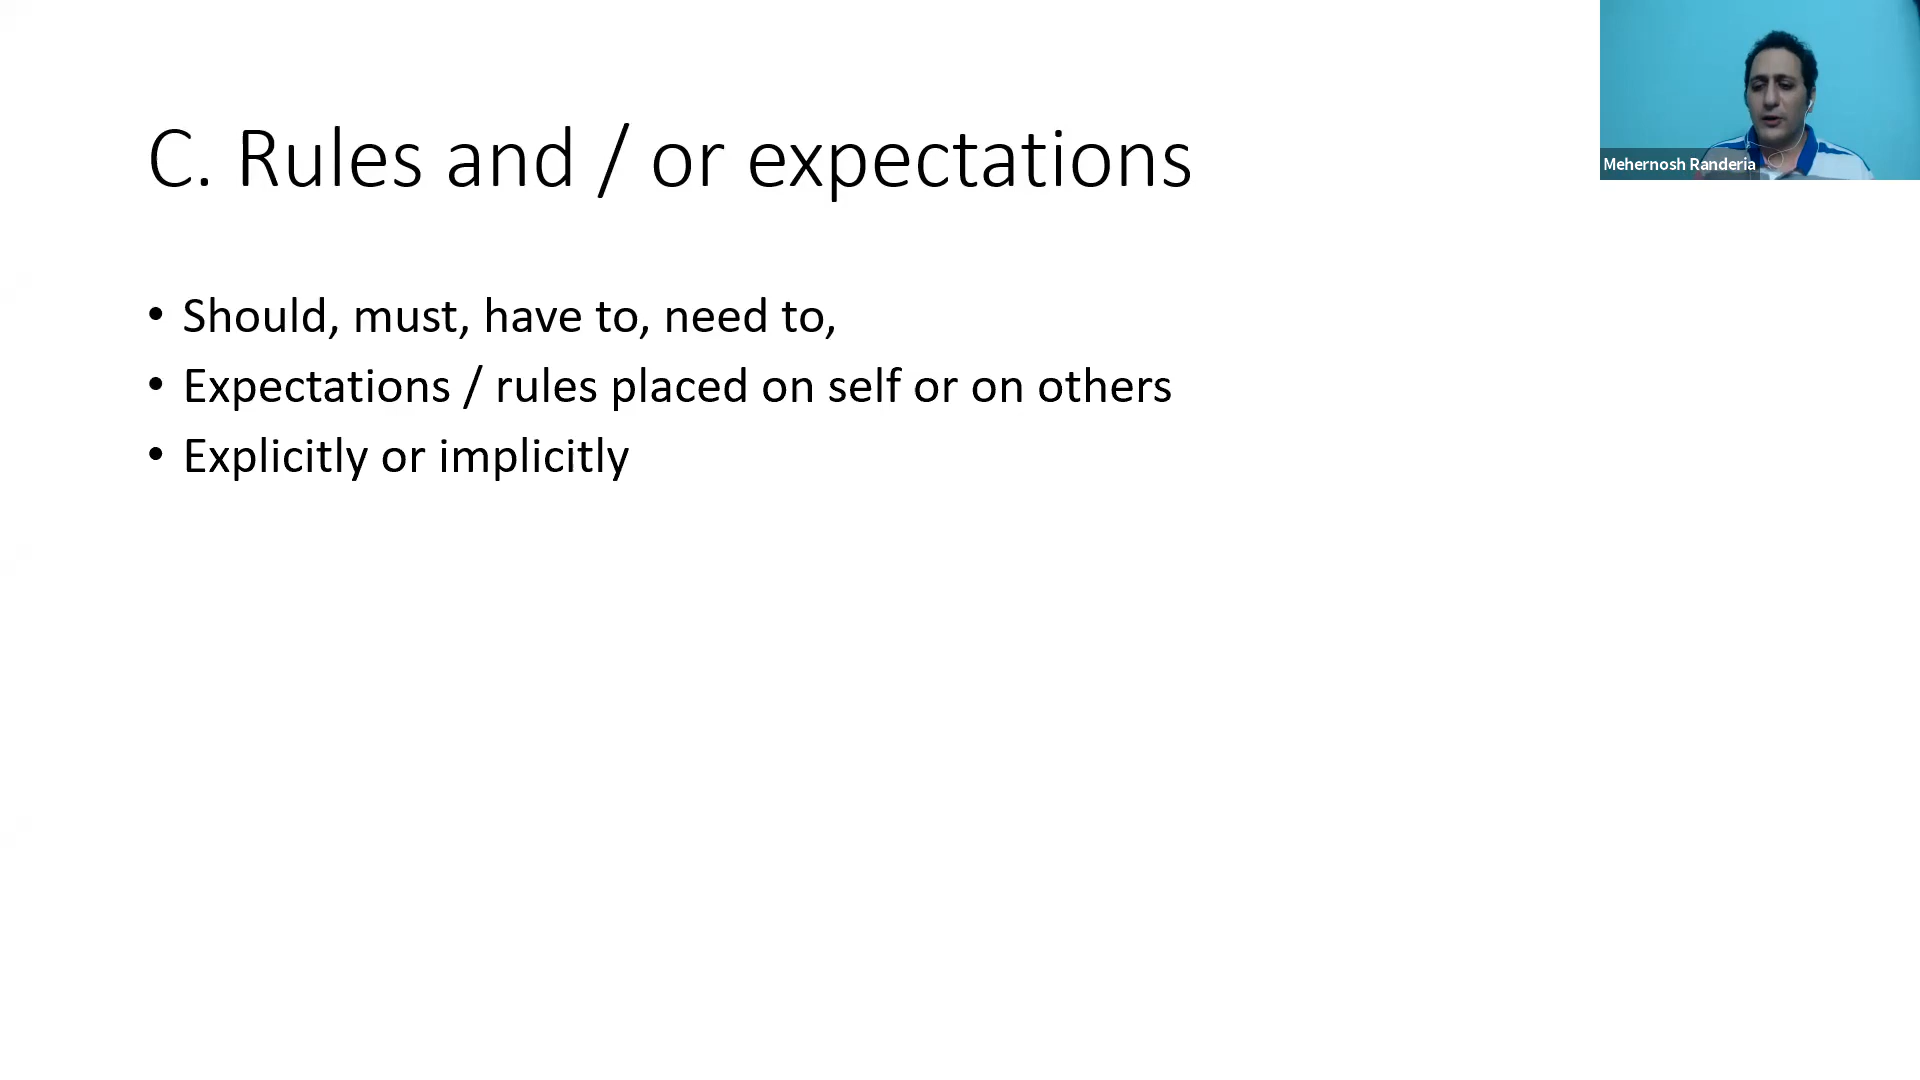 C. Rules and / or expectations
Mehernosh Randeria
• Should, must, have to, need to,
• Expectations / rules placed on self or on others
• Explicitly or implicitly